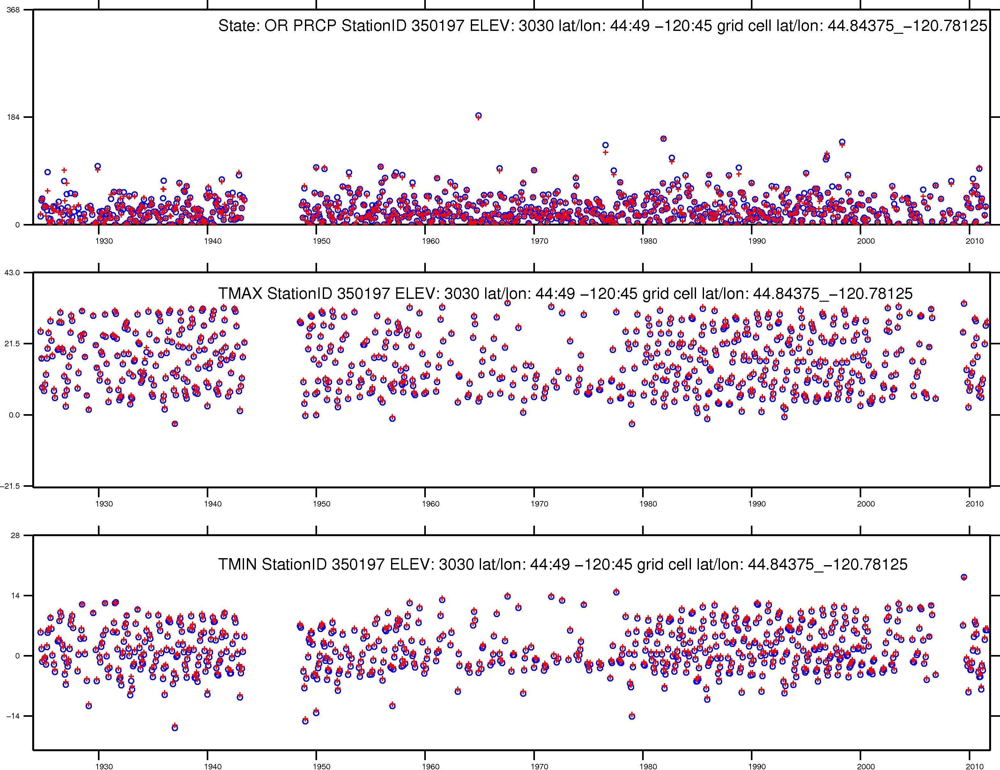 368
State: OR PRCP StationID 350197 ELEV: 3030 lat/lon: 44:49 −120:45 grid cell lat/lon: 44.84375_−120.78125
184
0
1930 1940 1950 1960 1970 1980 1990 2000 2010
43.0
TMAX StationID 350197 ELEV: 3030 lat/lon: 44:49 −120:45 grid cell lat/lon: 44.84375_−120.78125
21.5
0.0
−21.5
1930 1940 1950 1960 1970 1980 1990 2000 2010
28
TMIN StationID 350197 ELEV: 3030 lat/lon: 44:49 −120:45 grid cell lat/lon: 44.84375_−120.78125
14
0
−14
1930 1940 1950 1960 1970 1980 1990 2000 2010